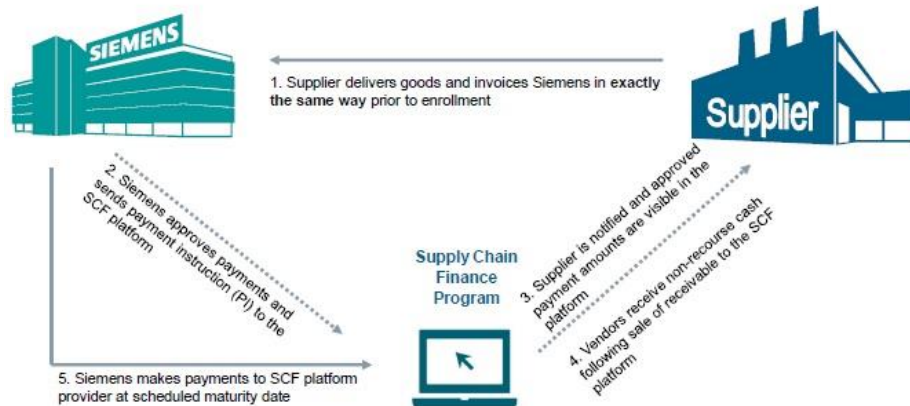 SIEMENS
1. Supplier delivers goods and invoices Siemens in exactly
the same way prior to enrollment
Supplier
2. Siemens approves payments and
sends payment instruction (PI) to the
SCF platform
Supply Chain
Finance
Program
3. Supplier is notified and approved
payment amounts are visible in the
platform
4. Vendors receive non-recourse cash
following sale of receivable to the SCF
platform
5. Siemens makes payments to SCF platform
provider at scheduled maturity date